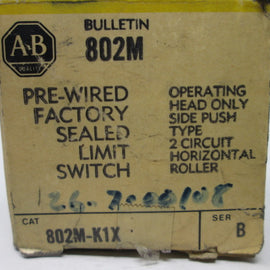 A-B
QUALITY
BULLETIN
802M
PRE-WIRED
FACTORY
SEALED
LIMIT
SWITCH
OPERATING
HEAD ONLY
SIDE PUSH
TYPE
2 CIRCUIT
HORIZONTAL
ROLLER
CAT
802M-K1X
SER
B